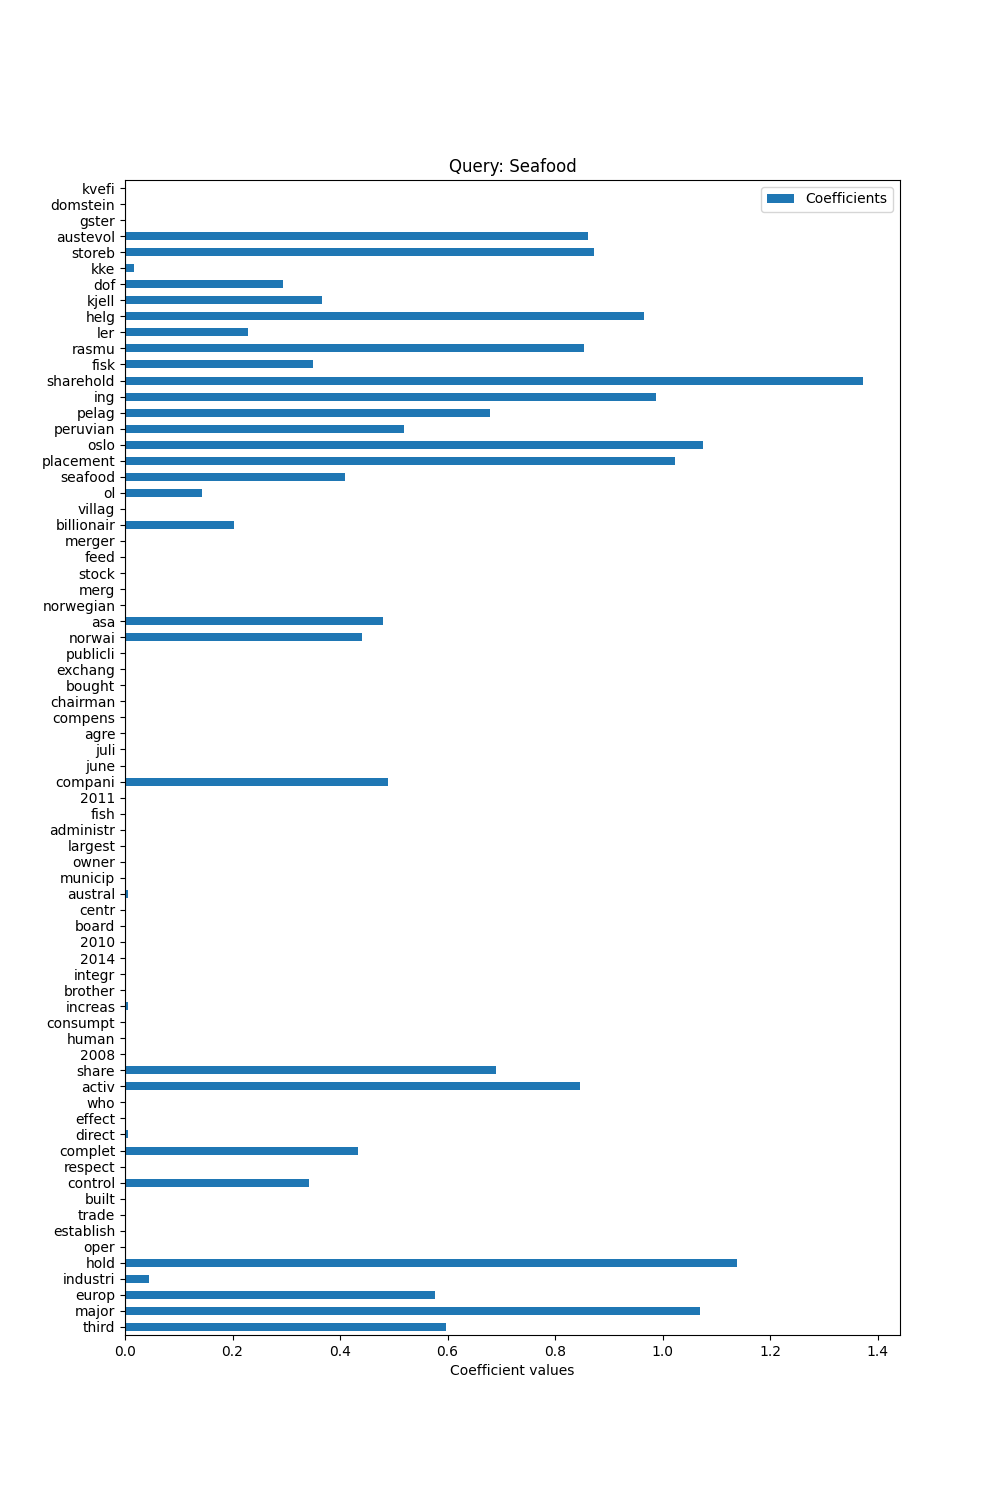 Query: Seafood
Coefficients
kvefi
domstein
gster
austevol
storeb
kke
dof
kjell
helg
ler
rasmu
fisk
sharehold
ing
pelag
peruvian
oslo
placement
seafood
ol
villag
billionair
merger
feed
stock
merg
norwegian
asa
norwai
publicli
exchang
bought
chairman
compens
agre
juli
june
compani
2011
fish
administr
largest
owner
municip
austral
centr
board
2010
2014
integr
brother
increas
consumpt
human
2008
share
activ
who
effect
direct
complet
respect
control
built
trade
establish
oper
hold
industri
europ
major
third
0.0 0.2 0.4 0.6 0.8 1.0 1.2 1.4
Coefficient values